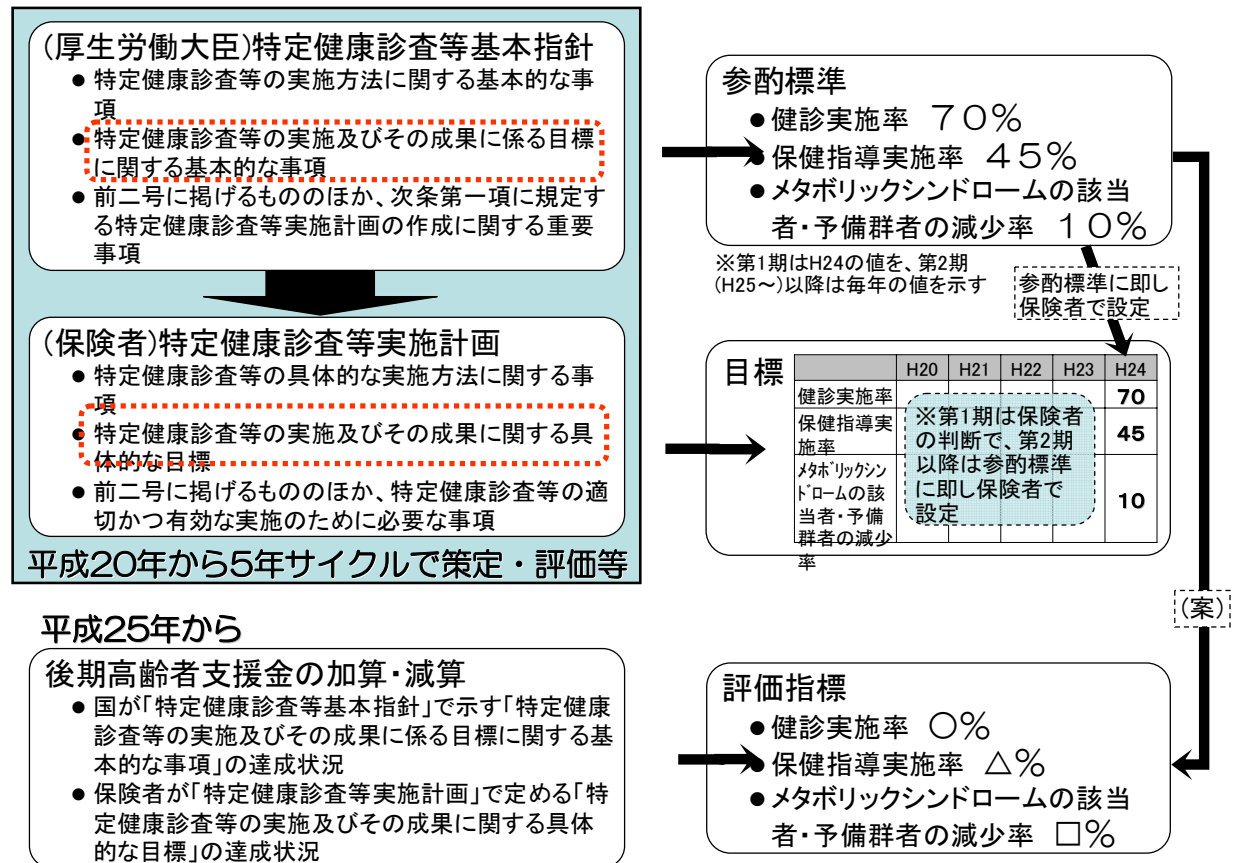 (厚生労働大臣)特定健康診査等基本指針
● 特定健康診査等の実施方法に関する基本的な事
項
● 特定健康診査等の実施及びその成果に係る目標
に関する基本的な事項
● 前二号に掲げるもののほか、次条第一項に規定す
る特定健康診査等実施計画の作成に関する重要
事項
(保険者)特定健康診査等実施計画
● 特定健康診査等の具体的な実施方法に関する事
項
● 特定健康診査等の実施及びその成果に関する具
体的な目標
● 前二号に掲げるもののほか、特定健康診査等の適
切かつ有効な実施のために必要な事項
平成20年から5年サイクルで策定・評価等
参酌標準
●健診実施率 70%
●保健指導実施率 45%
●メタボリックシンドロームの該当
者・予備群者の減少率 10%
※第1期はH24の値を、第2期
(H25~)以降は毎年の値を示す
参酌標準に即し
保険者で設定
目標
H20 H21 H22 H23 H24
健診実施率 70
保健指導実
施率 45
メタボリックシン
ドロームの該
当者・予備
群者の減少
率 10
※第1期は保険者
の判断で、第2期
以降は参酌標準
に即し保険者で
設定
(案)
平成25年から
後期高齢者支援金の加算・減算
● 国が「特定健康診査等基本指針」で示す「特定健康
診査等の実施及びその成果に係る目標に関する基
本的な事項」の達成状況
● 保険者が「特定健康診査等実施計画」で定める「特
定健康診査等の実施及びその成果に関する具体
的な目標」の達成状況
評価指標
●健診実施率 ○%
●保健指導実施率 △%
●メタボリックシンドロームの該当
者・予備群者の減少率 □%